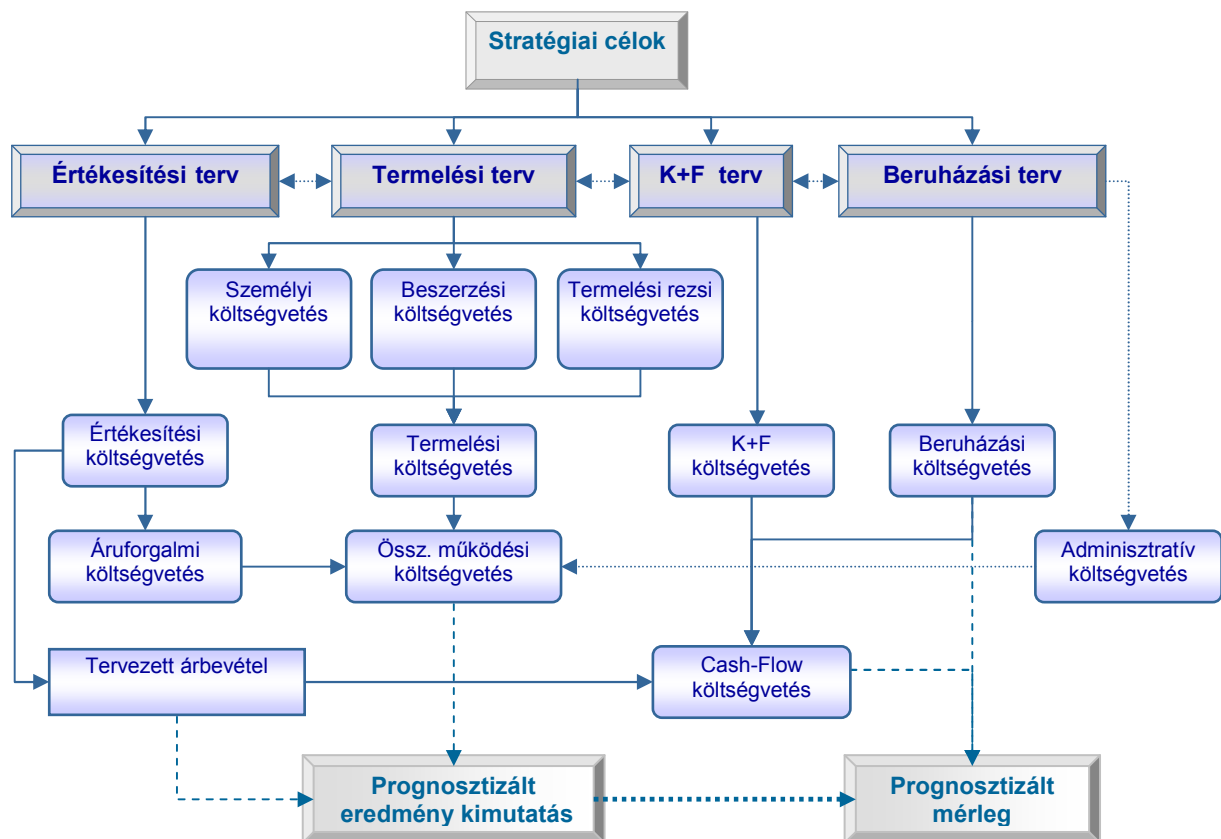 Stratégiai célok
Értékesítési terv
Termelési terv
K+F terv
Beruházási terv
Személyi
költségvetés
Beszerzési
költségvetés
Termelési rezsi
költségvetés
Értékesítési
költségvetés
Termelési
költségvetés
K+F
költségvetés
Beruházási
költségvetés
Áruforgalmi
költségvetés
Össz. működési
költségvetés
Adminisztratív
költségvetés
Tervezett árbevétel
Cash-Flow
költségvetés
Prognosztizált
eredmény kimutatás
Prognosztizált
mérleg